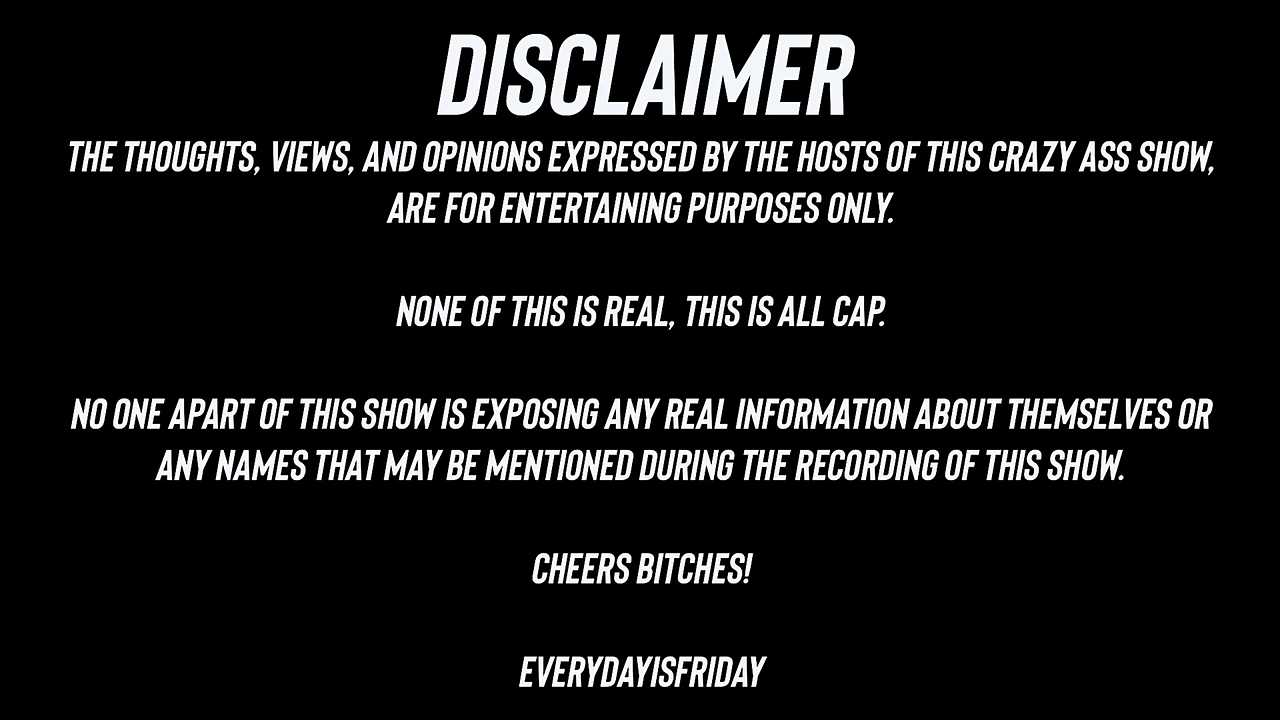 DISCLAIMER
THE THOUGHTS, VIEWS, AND OPINIONS EXPRESSED BY THE HOSTS OF THIS CRAZY ASS SHOW,
ARE FOR ENTERTAINING PURPOSES ONLY.
NONE OF THIS IS REAL, THIS IS ALL CAP.
NO ONE APART OF THIS SHOW IS EXPOSING ANY REAL INFORMATION ABOUT THEMSELVES OR
ANY NAMES THAT MAY BE MENTIONED DURING THE RECORDING OF THIS SHOW.
CHEERS BITCHES!
EVERYDAYISFRIDAY